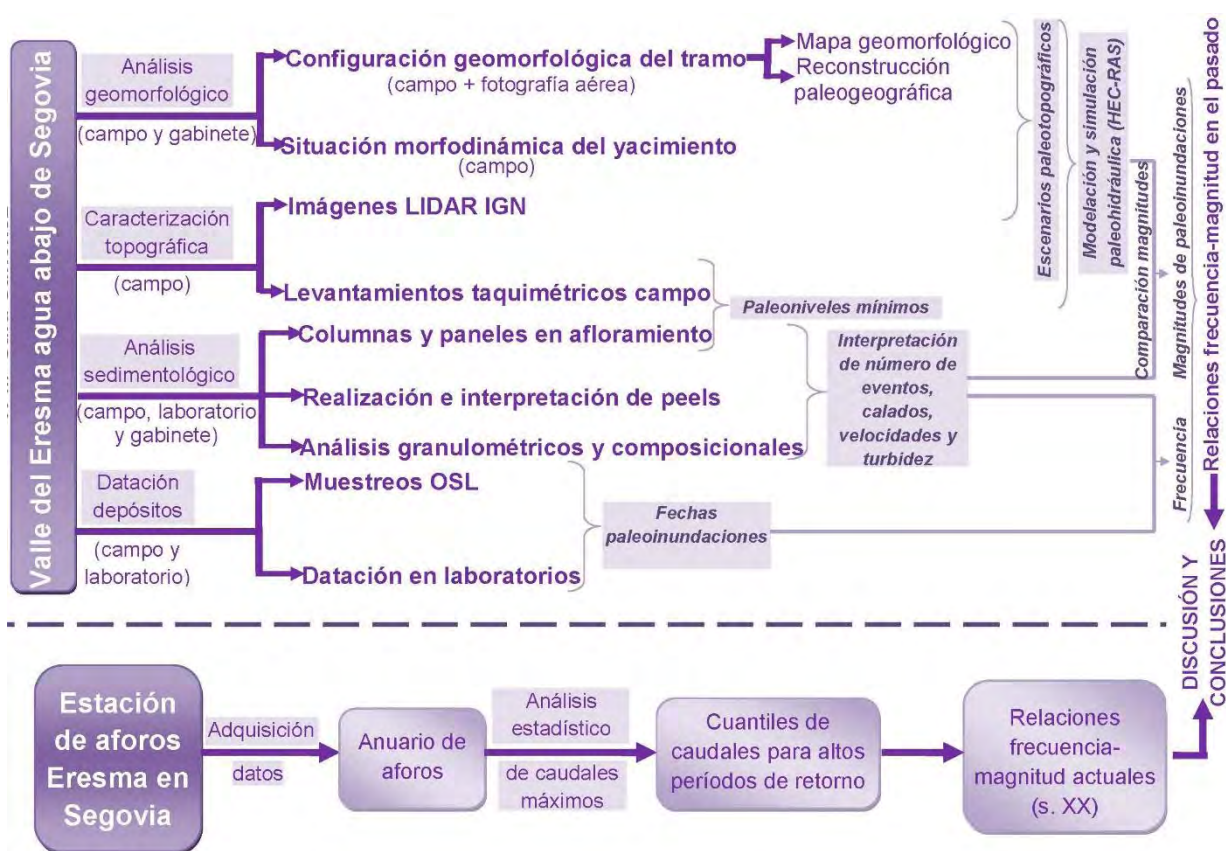 Valle del Eresma agua abajo de Segovia
Análisis
geomorfológico
(campo y gabinete)
Configuración geomorfológica del tramo
(campo + fotografía aérea)
Mapa geomorfológico
Reconstrucción
paleogeográfica
Situación morfodinámica del yacimiento
(campo)
Caracterización
topográfica
(campo)
Imágenes LIDAR IGN
Levantamientos taquimétricos campo
Análisis
sedimentológico
(campo, laboratorio
y gabinete)
Columnas y paneles en afloramiento
Realización e interpretación de peels
Análisis granulométricos y composicionales
Datación
depósitos
(campo y
laboratorio)
Muestreos OSL
Datación en laboratorios
Paleoniveles mínimos
Interpretación
de número de
eventos,
calados,
velocidades y
turbidez
Fechas
paleoinundaciones
Escenarios paleotopográficos
Modelación y simulación
paleohidráulica (HEC-RAS)
Comparación magnitudes
Magnitudes de paleoinundaciones
Frecuencia
Relaciones frecuencia-magnitud en el pasado
DISCUSIÓN Y
CONCLUSIONES
Estación
de aforos
Eresma en
Segovia
Adquisición
datos
Anuario de
aforos
Análisis
estadístico
de caudales
máximos
Cuantiles de
caudales para altos
períodos de retorno
Relaciones
frecuencia-
magnitud actuales
(s. XX)